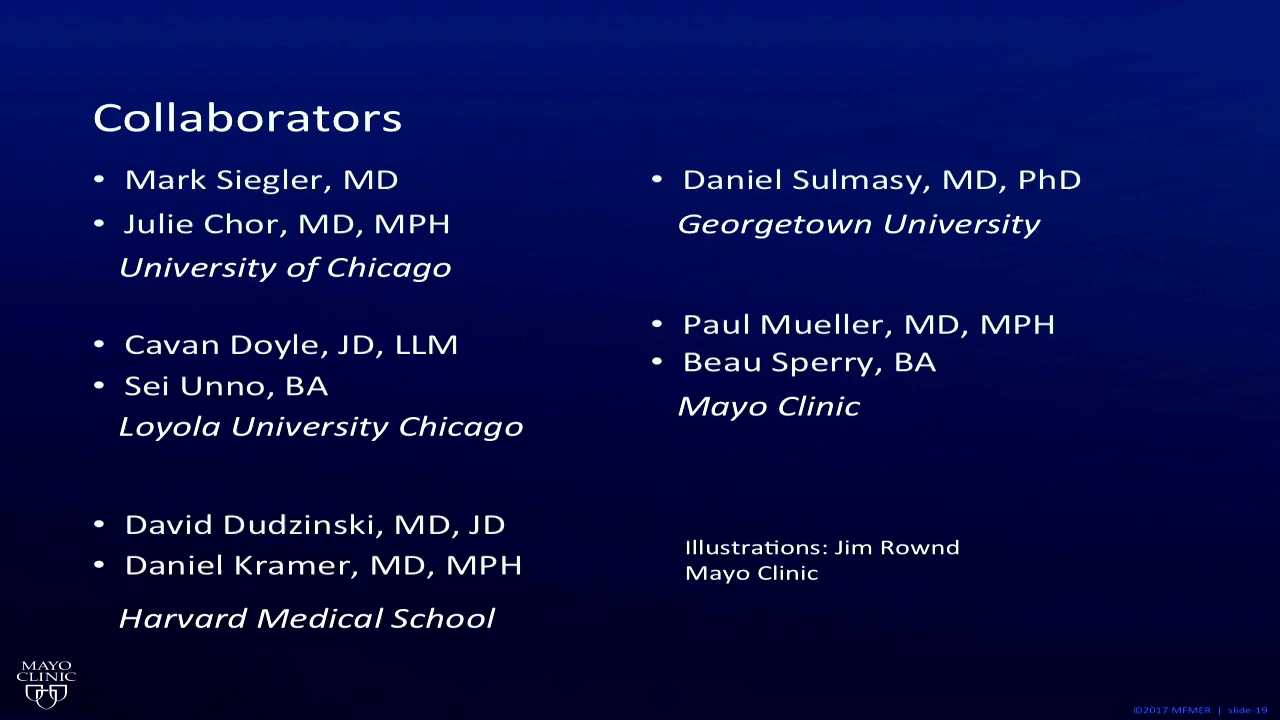 Collaborators
• Mark Siegler, MD
• Julie Chor, MD, MPH
University of Chicago
• Cavan Doyle, JD, LLM
• Sei Unno, BA
Loyola University Chicago
• David Dudzinski, MD, JD
• Daniel Kramer, MD, MPH
Harvard Medical School
• Daniel Sulmasy, MD, PhD
Georgetown University
• Paul Mueller, MD, MPH
• Beau Sperry, BA
Mayo Clinic
Illustrations: Jim Rownd
Mayo Clinic
MAYO
CLINIC
©2017 MFMER | slide-19